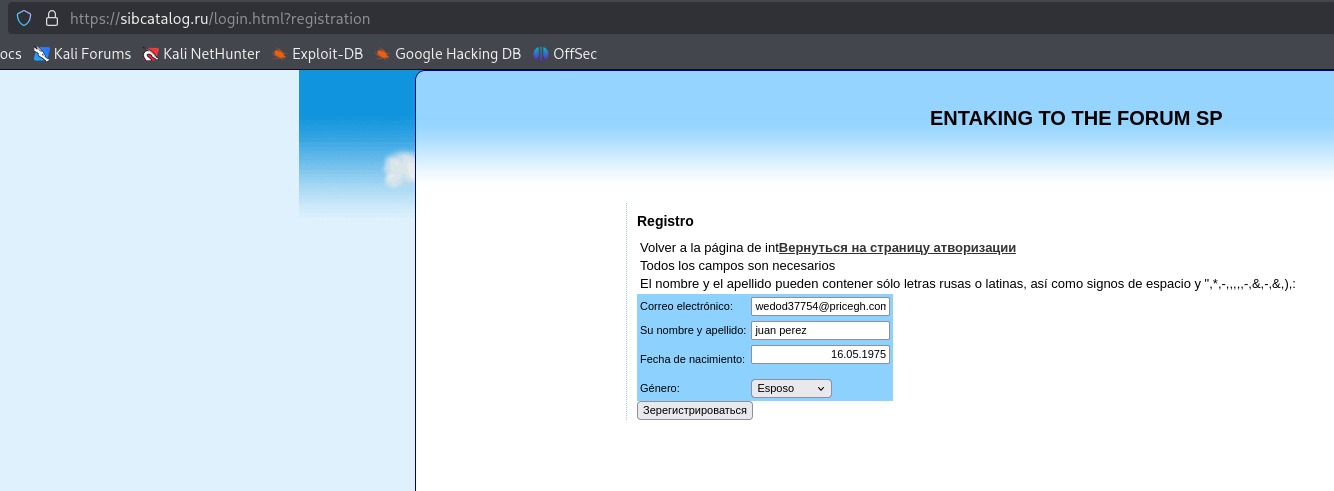 https://sibcatalog.ru/login.html?registration
ocs Kali Forums Kali NetHunter Exploit-DB Google Hacking DB OffSec
ENTAKING TO THE FORUM SP
Registro
Volver a la página de intВернуться на страницу атворизации
Todos los campos son necesarios
El nombre y el apellido pueden contener sólo letras rusas o latinas, así como signos de espacio y ",*,-,,,,,-,&,-,&,),:
Correo electrónico: wedod37754@pricegh.com
Su nombre y apellido: juan perez
Fecha de nacimiento: 16.05.1975
Género: Esposo
Зерегистрироваться